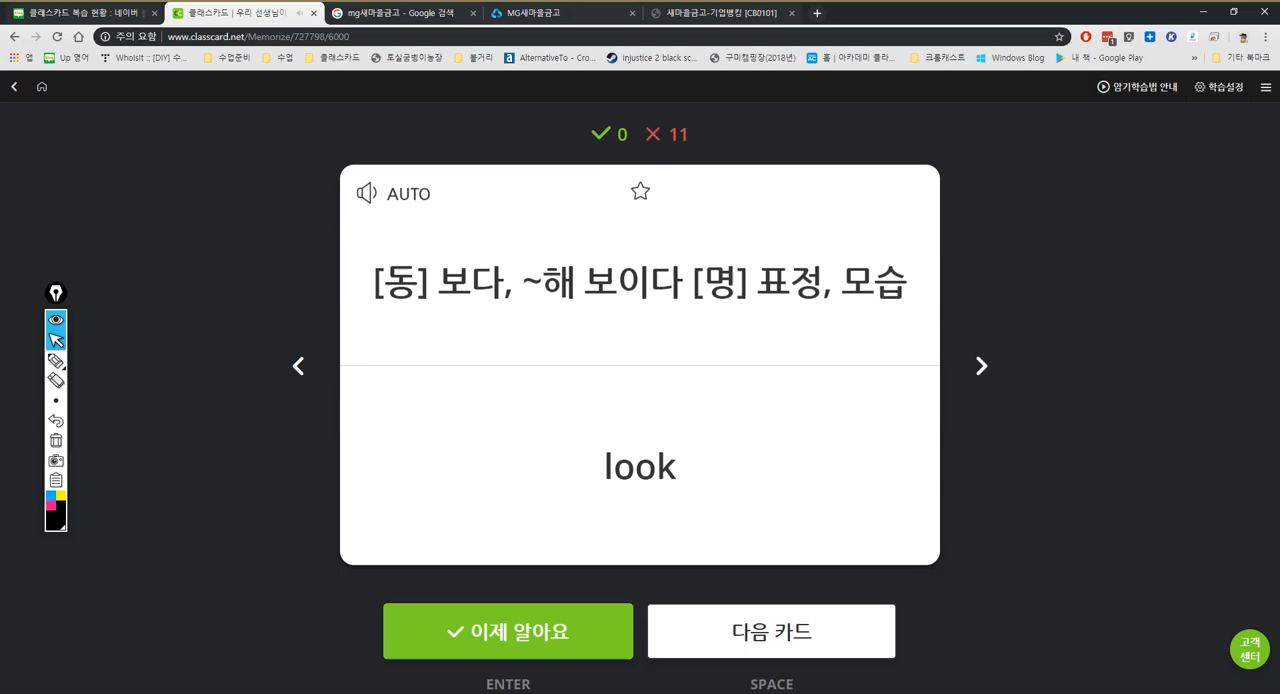 클래스카드 복습 현황 : 네이버
클래스카드 | 우리 선생님이
mg새마을금고 - Google 검색
MG새마을금고
새마을금고-기업뱅킹 [CB0101]
주의 요함 | www.classcard.net/Memorize/727798/6000
앱
Up 영어
WhoisIt :: [DIY] 수...
수업준비
수업
클래스카드
토실굼벵이농장
볼거리
AlternativeTo - Cro...
injustice 2 black sc...
구미캠핑장(2018년)
홈 | 아카데미 클라...
크롬캐스트
Windows Blog
내 책 - Google Play
»
기타 북마크
암기학습법 안내
학습설정
0
11
AUTO
[동] 보다, ~해 보이다 [명] 표정, 모습
look
이제 알아요
다음 카드
ENTER
SPACE
고객
센터